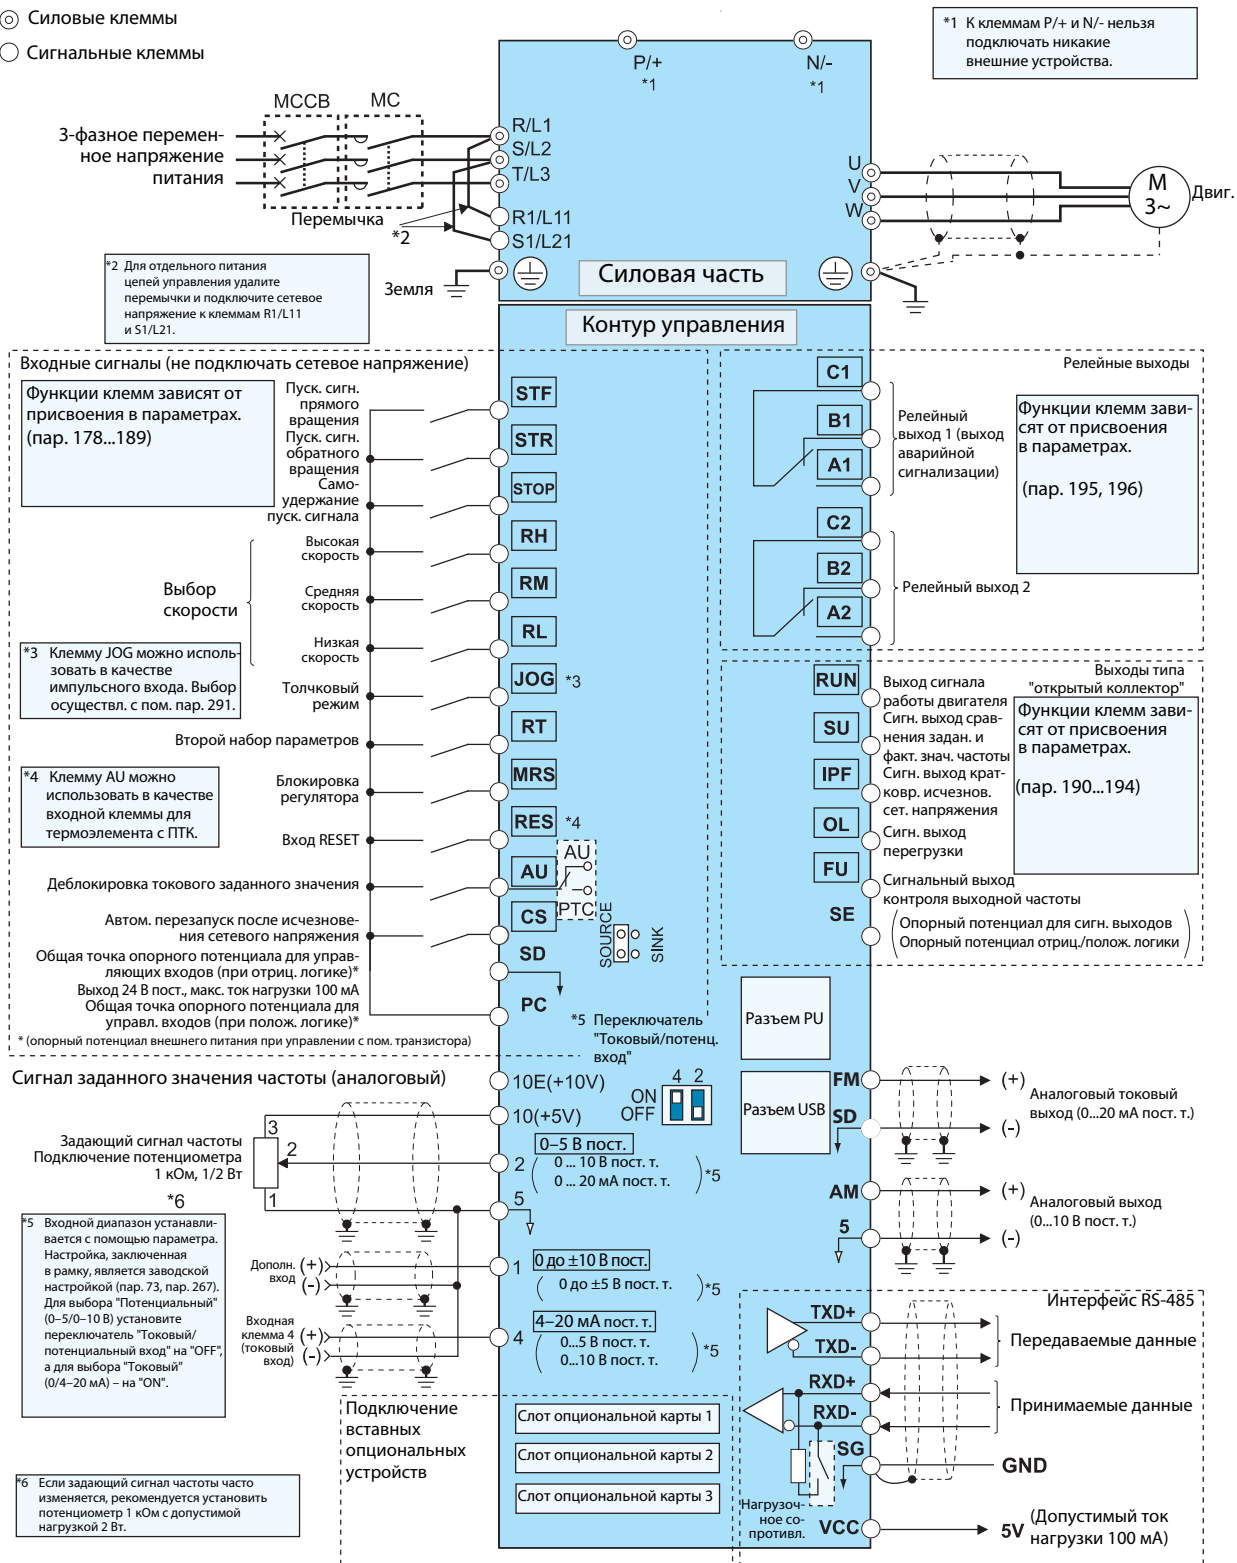 Силовые клеммы
Сигнальные клеммы
*1 К клеммам P/+ и N/- нельзя
подключать никакие
внешние устройства.
P/+
*1
N/-
*1
MCCB
MC
3-фазное перемен-
ное напряжение
питания
R/L1
S/L2
T/L3
R1/L11
S1/L21
Перемычка
*2
U
V
W
M
3~
Двиг.
*2 Для отдельного питания
цепей управления удалите
перемычки и подключите сетевое
напряжение к клеммам R1/L11
и S1/L21.
Земля
Силовая часть
Контур управления
Входные сигналы (не подключать сетевое напряжение)
Функции клемм зависят от
присвоения в параметрах.
(пар. 178...189)
Пуск. сигн.
прямого
вращения
Пуск. сигн.
обратного
вращения
Само-
удержание
пуск. сигнала
Высокая
скорость
Выбор
скорости
Средняя
скорость
Низкая
скорость
*3 Клемму JOG можно исполь-
зовать в качестве
импульсного входа. Выбор
осуществл. с пом. пар. 291.
Толчковый
режим
Второй набор параметров
*4 Клемму AU можно
использовать в качестве
входной клеммы для
термоэлемента с ПТК.
Блокировка
регулятора
Вход RESET
Деблокировка токового заданного значения
Автом. перезапуск после исчезнове-
ния сетевого напряжения
Общая точка опорного потенциала для управ-
ляющих входов (при отриц. логике)*
Выход 24 В пост., макс. ток нагрузки 100 мА
Общая точка опорного потенциала для
управл. входов (при полож. логике)*
* (опорный потенциал внешнего питания при управлении с пом. транзистора)
STF
STR
STOP
RH
RM
RL
JOG *3
RT
MRS
RES *4
AU
AU
PTC
CS
SD
PC
SOURCE
SINK
*5 Переключатель
"Токовый/потенц.
вход"
4 2
ON
OFF
Релейные выходы
C1
B1
A1
Релейный
выход 1 (выход
аварийной
сигнализации)
Функции клемм зави-
сят от присвоения
в параметрах.
(пар. 195, 196)
C2
B2
A2
Релейный выход 2
Выходы типа
"открытый коллектор"
RUN
SU
IPF
OL
FU
SE
Выход сигнала
работы двигателя
Сигн. выход срав-
нения задан. и
факт. знач. частоты
Сигн. выход крат-
ковр. исчезнов.
сет. напряжения
Сигн. выход
перегрузки
Сигнальный выход
контроля выходной частоты
Опорный потенциал для сигн. выходов
Опорный потенциал отриц./полож. логики
Функции клемм зави-
сят от присвоения
в параметрах.
(пар. 190...194)
Разъем PU
Разъем USB
FM
SD
(+)
Аналоговый токовый
выход (0...20 мА пост. т.)
(-)
AM
5
(+)
Аналоговый выход
(0...10 В пост. т.)
(-)
Сигнал заданного значения частоты (аналоговый)
10E(+10V)
10(+5V)
Задающий сигнал частоты
Подключение потенциометра
1 кОм, 1/2 Вт
*6
3
2
1
2
0–5 В пост.
0 ... 10 В пост. т.
0 ... 20 мА пост. т.
*5
5
*5 Входной диапазон устанавли-
вается с помощью параметра.
Настройка, заключенная
в рамку, является заводской
настройкой (пар. 73, пар. 267).
Для выбора "Потенциальный"
(0–5/0–10 В) установите
переключатель "Токовый/
потенциальный вход" на "OFF",
а для выбора "Токовый"
(0/4–20 мА) – на "ON".
Дополн.
вход
(+)
(-)
1
0 до ±10 В пост.
0 до ±5 В пост. т.
*5
Входная
клемма 4
(токовый
вход)
(+)
(-)
4
4–20 мА пост. т.
0...5 В пост. т.
0...10 В пост. т.
*5
Подключение
вставных
опциональных
устройств
Слот опциональной карты 1
Слот опциональной карты 2
Слот опциональной карты 3
*6 Если задающий сигнал частоты часто
изменяется, рекомендуется установить
потенциометр 1 кОм с допустимой
нагрузкой 2 Вт.
Интерфейс RS-485
TXD+
TXD-
Передаваемые данные
RXD+
RXD-
Принимаемые данные
SG
GND
Нагрузоч-
ное со-
противл.
VCC
5V
(Допустимый ток
нагрузки 100 мА)